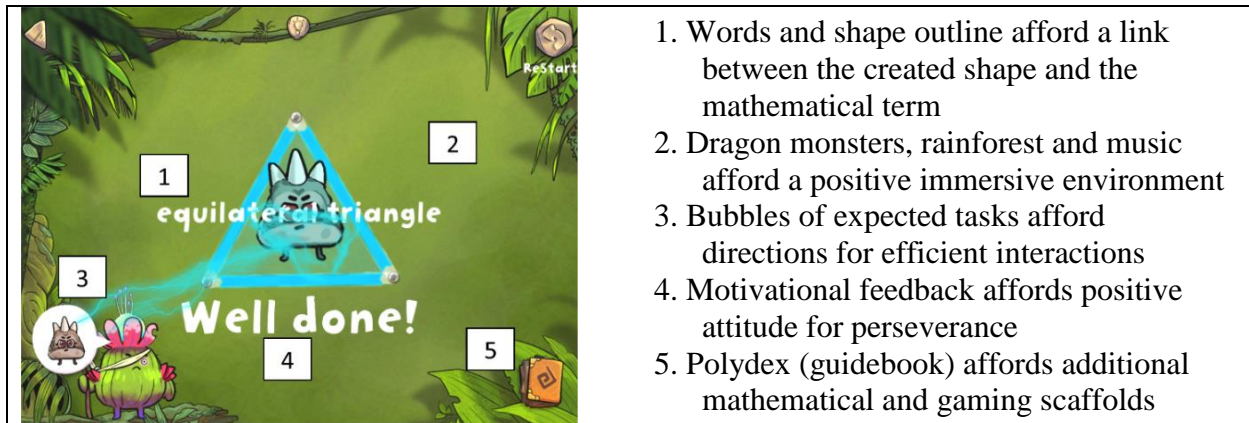 ReStart
1
2
equilateral triangle
3
Well done!
4
5
1. Words and shape outline afford a link
between the created shape and the
mathematical term
2. Dragon monsters, rainforest and music
afford a positive immersive environment
3. Bubbles of expected tasks afford
directions for efficient interactions
4. Motivational feedback affords positive
attitude for perseverance
5. Polydex (guidebook) affords additional
mathematical and gaming scaffolds